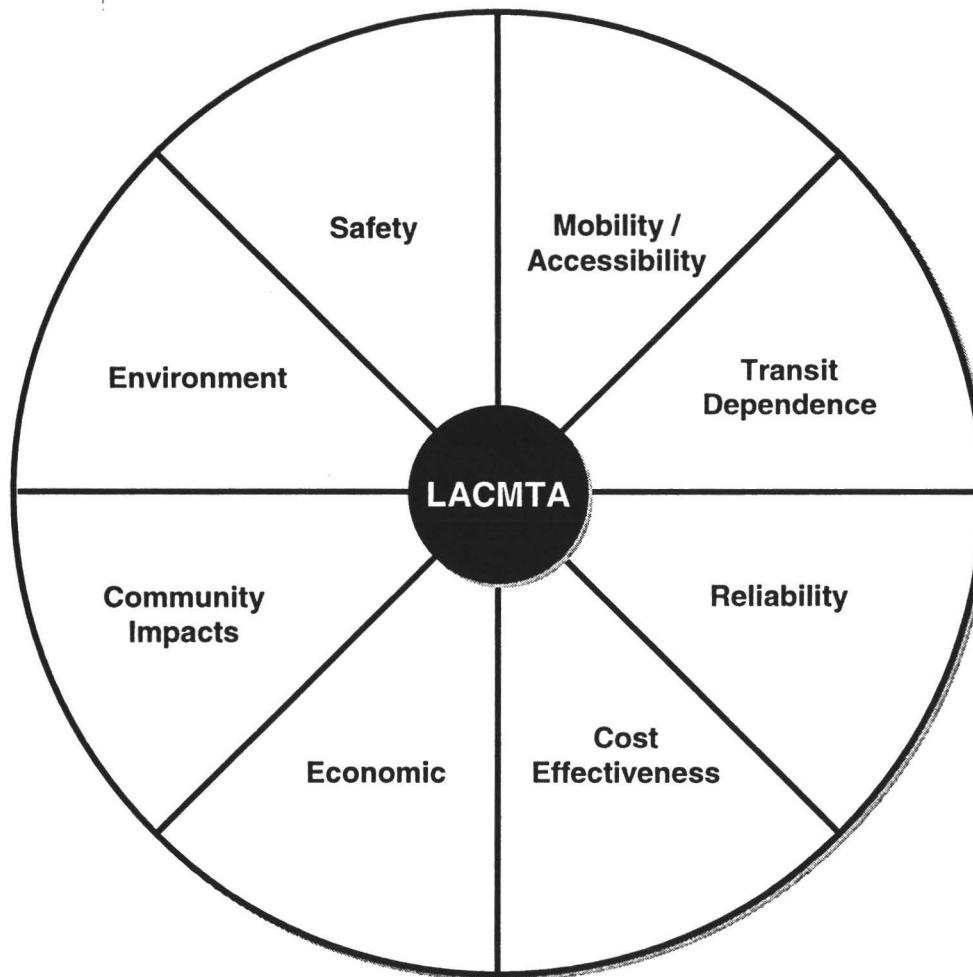 Safety
Mobility /
Accessibility
Environment
Transit
Dependence
LACMTA
Community
Impacts
Reliability
Economic
Cost
Effectiveness